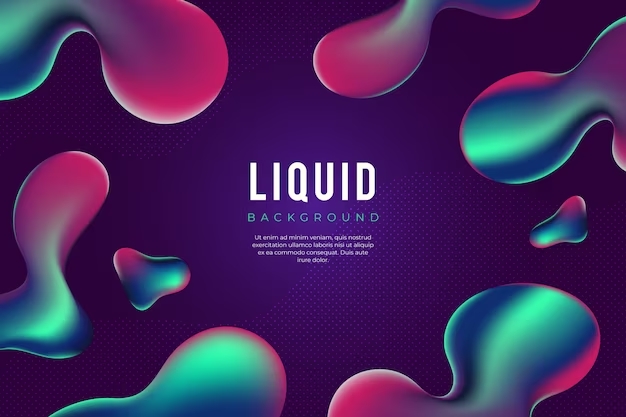 LIQUID
BACKGROUND
Ut enim ad minim veniam, quis nostrud
exercitation ullamco laboris nisi ut aliquip
ex ea commodo consequat. Duis aute
irure dolor.